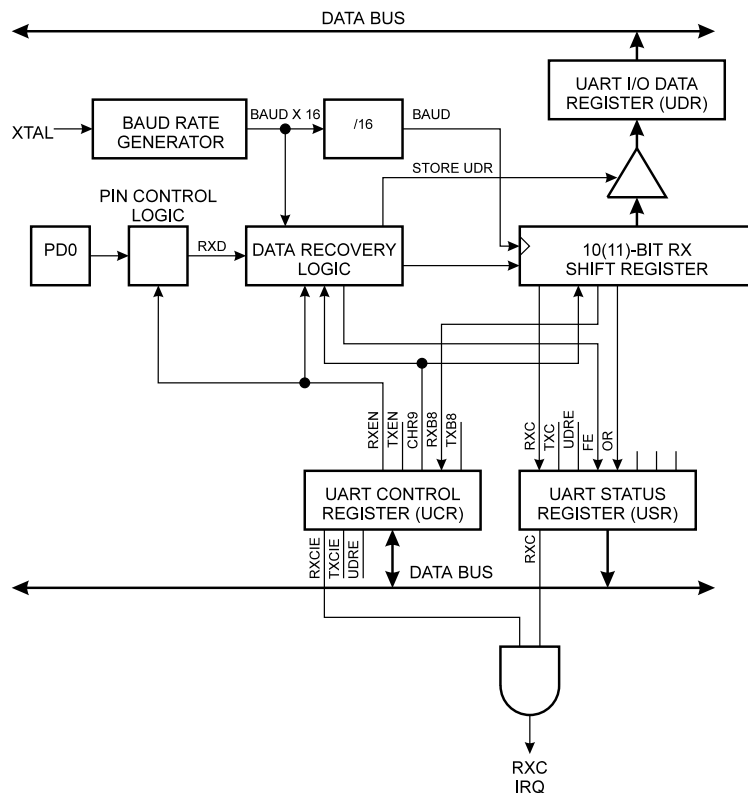 DATA BUS
UART I/O DATA
REGISTER (UDR)
XTAL
BAUD RATE
GENERATOR
BAUD X 16
/16
BAUD
STORE UDR
PIN CONTROL
LOGIC
PD0
RXD
DATA RECOVERY
LOGIC
10(11)-BIT RX
SHIFT REGISTER
RXEN
TXEN
CHR9
RXB8
TXB8
RXC
TXC
UDRE
FE
OR
UART CONTROL
REGISTER (UCR)
UART STATUS
REGISTER (USR)
RXCIE
TXCIE
UDRE
RXC
DATA BUS
RXC
IRQ